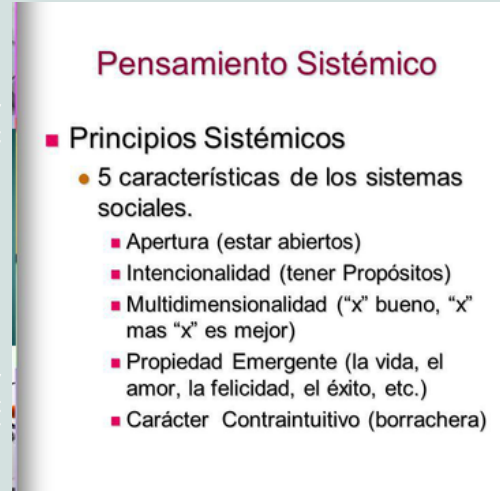 Pensamiento Sistémico
Principios Sistémicos
5 características de los sistemas
sociales.
Apertura (estar abiertos)
Intencionalidad (tener Propósitos)
Multidimensionalidad ("x" bueno, "x"
mas "x" es mejor)
Propiedad Emergente (la vida, el
amor, la felicidad, el éxito, etc.)
Carácter Contraintuitivo (borrachera)